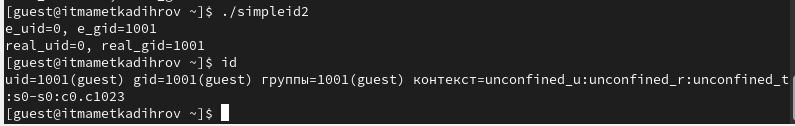 [guest@itmametkadihrov ~]$ ./simpleid2
e_uid=0, e_gid=1001
real_uid=0, real_gid=1001
[guest@itmametkadihrov ~]$ id
uid=1001(guest) gid=1001(guest) группы=1001(guest) контекст=unconfined_u:unconfined_r:unconfined_t
:s0-s0:c0.c1023
[guest@itmametkadihrov ~]$